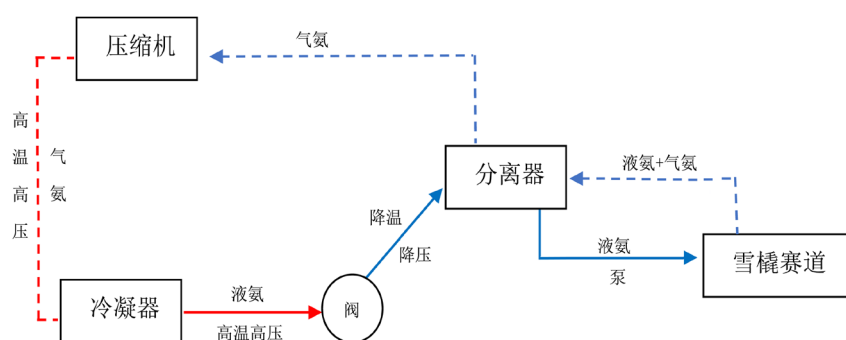 压缩机
气氨
高温高压
气氨
分离器
液氨+气氨
降温
降压
液氨
泵
雪橇赛道
冷凝器
液氨
高温高压
阀